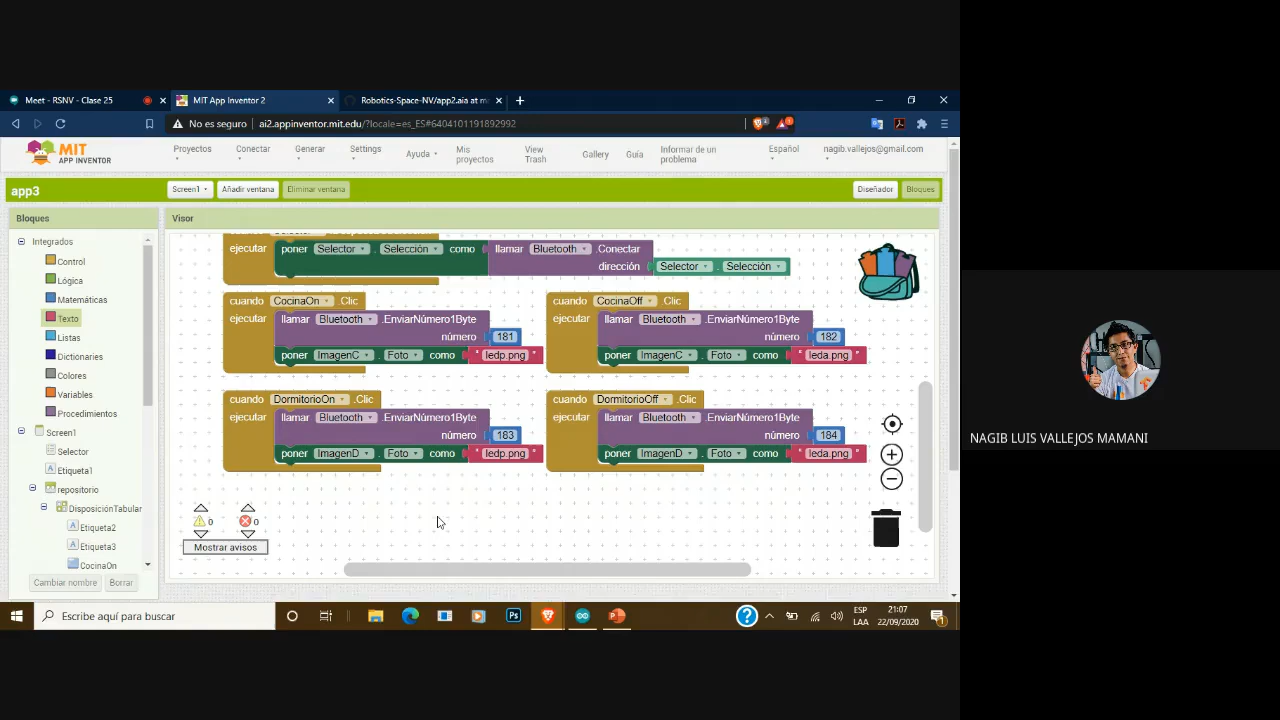 Meet - RSNV - Clase 25
MIT App Inventor 2
Robotics-Space-NV/app2.aia at m
No es seguro
ai2.appinventor.mit.edu/?locale=es_ES#6404101191892992
MIT
APP INVENTOR
Proyectos
Conectar
Generar
Settings
Ayuda
Mis
proyectos
View
Trash
Gallery
Guía
Informar de un
problema
Español
nagib.vallejos@gmail.com
app3
Screen1
Añadir ventana
Eliminar ventana
Diseñador
Bloques
Bloques
Visor
Integrados
Control
Lógica
Matemáticas
Texto
Listas
Dictionaries
Colores
Variables
Procedimientos
Screen1
Selector
Etiqueta1
repositorio
DisposiciónTabular
Etiqueta2
Etiqueta3
CocinaOn
Cambiar nombre
Borrar
ejecutar poner Selector . Selección como llamar Bluetooth .Conectar
dirección Selector . Selección
cuando CocinaOn .Clic
ejecutar llamar Bluetooth .EnviarNúmero1Byte
número 181
poner ImagenC . Foto como " ledp.png "
cuando CocinaOff .Clic
ejecutar llamar Bluetooth .EnviarNúmero1Byte
número 182
poner ImagenC . Foto como " leda.png "
cuando DormitorioOn .Clic
ejecutar llamar Bluetooth .EnviarNúmero1Byte
número 183
poner ImagenD . Foto como " ledp.png "
cuando DormitorioOff .Clic
ejecutar llamar Bluetooth .EnviarNúmero1Byte
número 184
poner ImagenD . Foto como " leda.png "
0 0
Mostrar avisos
NAGIB LUIS VALLEJOS MAMANI
Escribe aquí para buscar
Ps
ESP
LAA
21:07
22/09/2020